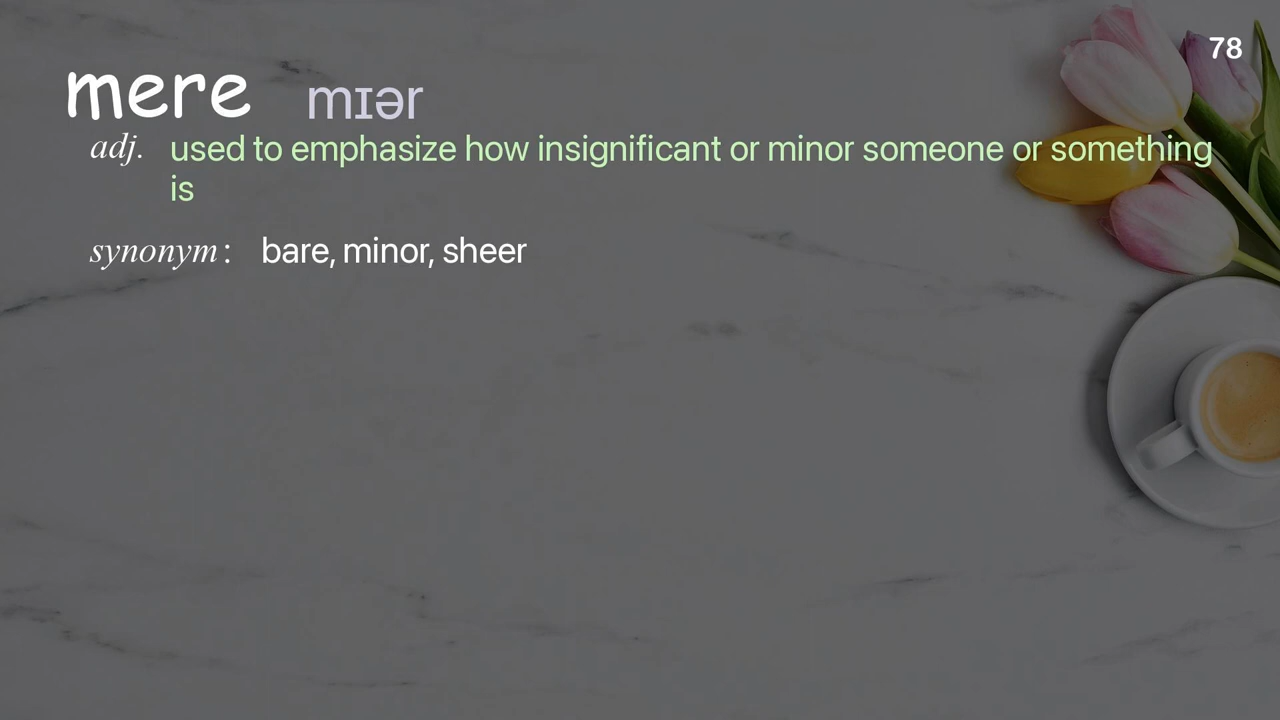 78
mere mɪər
adj. used to emphasize how insignificant or minor someone or something
is
synonym: bare, minor, sheer